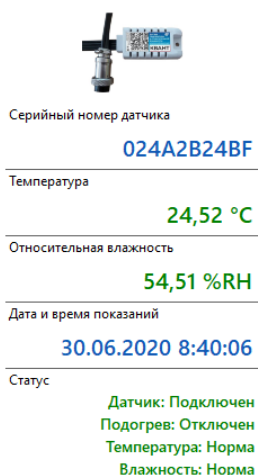 КВАНТ
Серийный номер датчика
024A2B24BF
Температура
24,52 °C
Относительная влажность
54,51 %RH
Дата и время показаний
30.06.2020 8:40:06
Статус
Датчик: Подключен
Подогрев: Отключен
Температура: Норма
Влажность: Норма